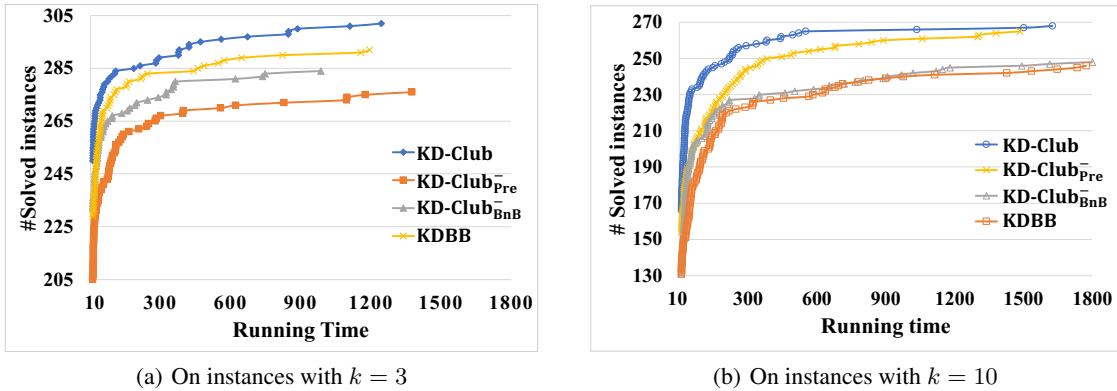 #Solved instances
305
285
265
245
225
205
10 300 600 900 1200 1500 1800
Running Time
KD-Club
KD-Club⁻Pre
KD-Club⁻BnB
KDBB
(a) On instances with k = 3
# Solved instances
270
250
230
210
190
170
150
130
10 300 600 900 1200 1500 1800
Running time
KD-Club
KD-Club⁻Pre
KD-Club⁻BnB
KDBB
(b) On instances with k = 10